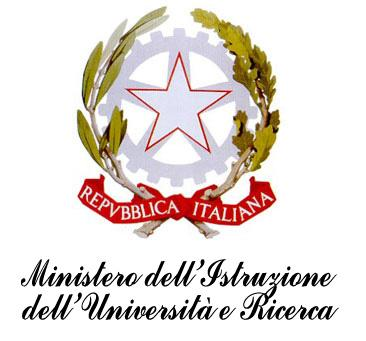 REPVBBLICA ITALIANA
Ministero dell'Istruzione
dell'Università e Ricerca